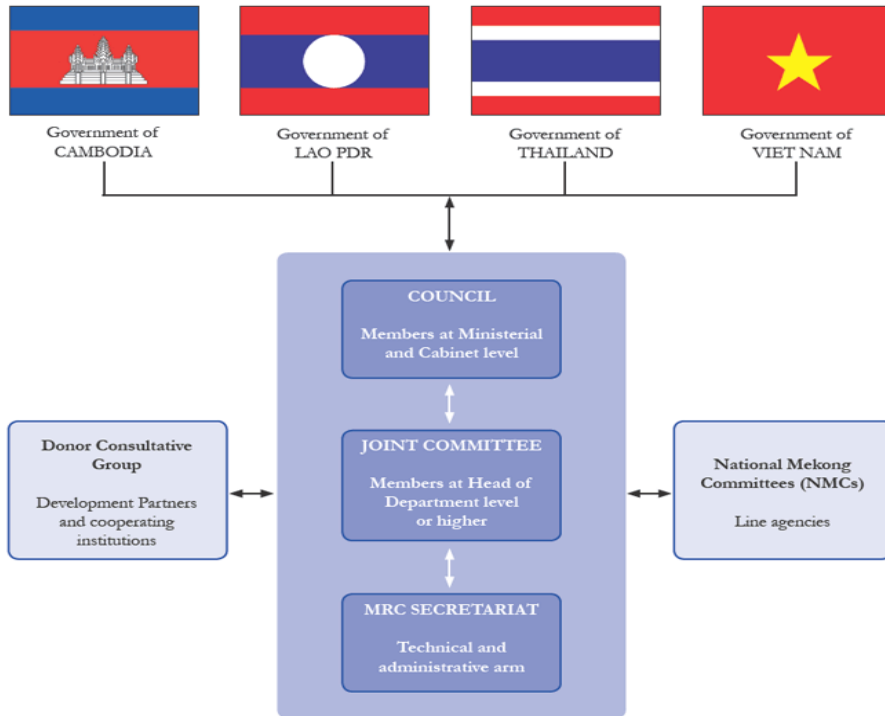 Government of
CAMBODIA
Government of
LAO PDR
Government of
THAILAND
Government of
VIET NAM
COUNCIL
Members at Ministerial
and Cabinet level
Donor Consultative
Group
Development Partners
and cooperating
institutions
JOINT COMMITTEE
Members at Head of
Department level
or higher
National Mekong
Committees (NMCs)
Line agencies
MRC SECRETARIAT
Technical and
administrative arm